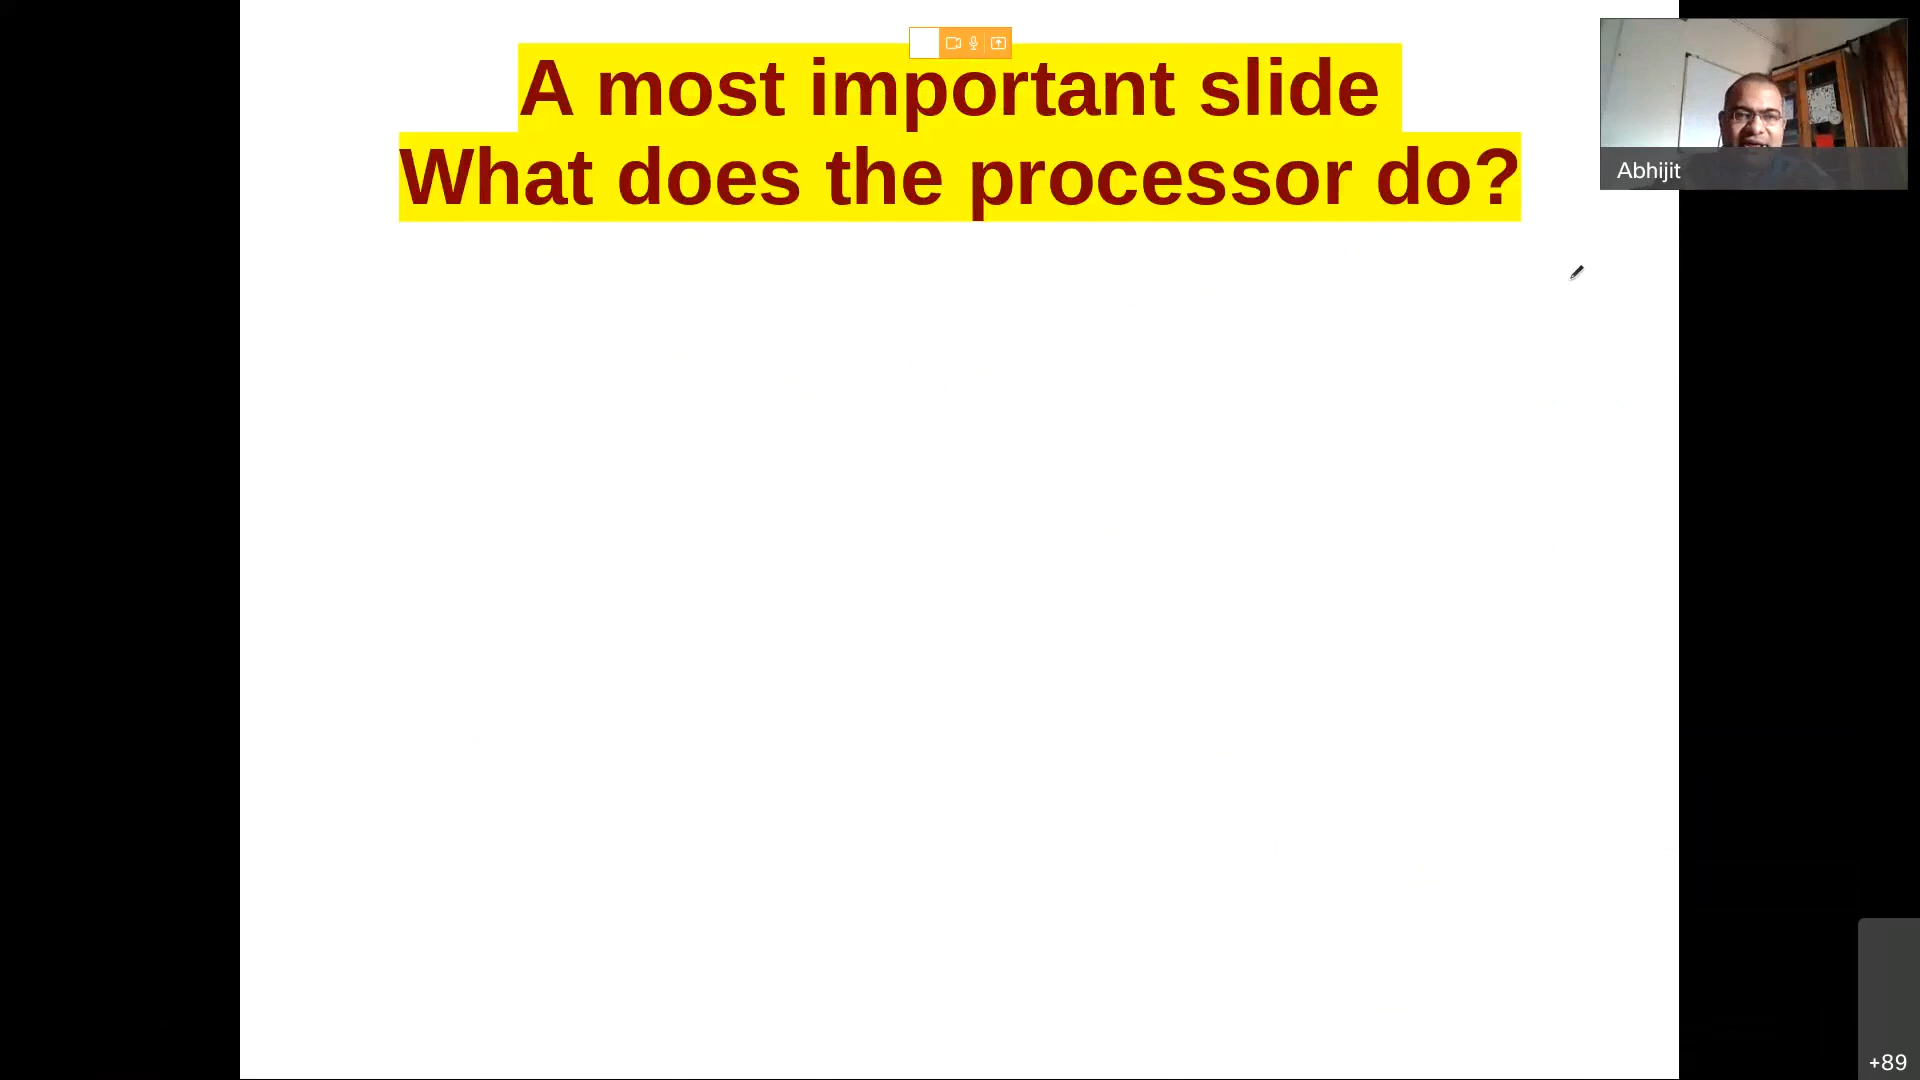 A most important slide
What does the processor do?
Abhijit
+89